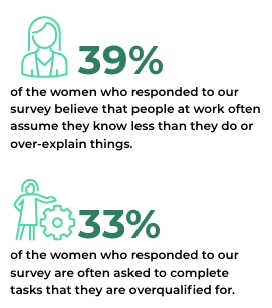 39%
of the women who responded to our
survey believe that people at work often
assume they know less than they do or
over-explain things.
33%
of the women who responded to our
survey are often asked to complete
tasks that they are overqualified for.